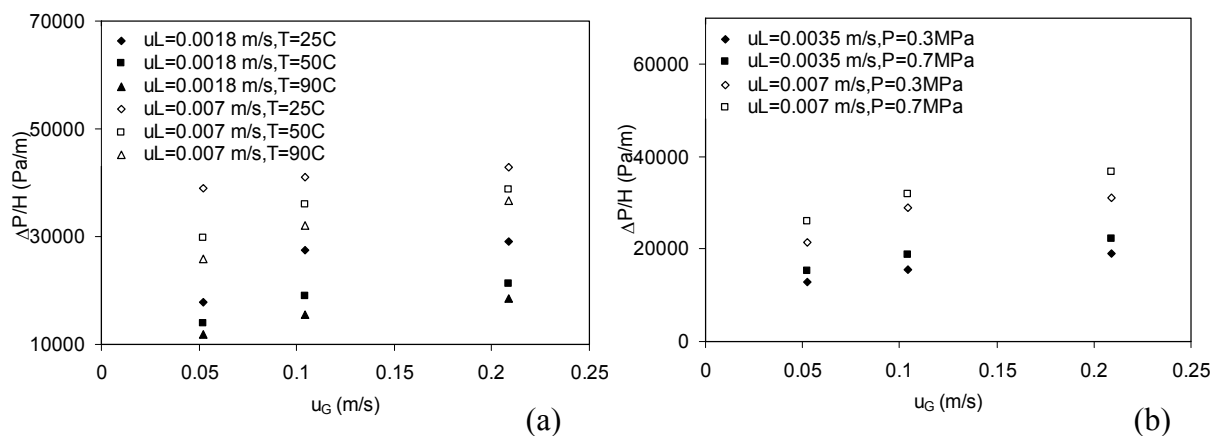 70000
50000
30000
10000
ΔP/H (Pa/m)
uL=0.0018 m/s,T=25C
uL=0.0018 m/s,T=50C
uL=0.0018 m/s,T=90C
uL=0.007 m/s,T=25C
uL=0.007 m/s,T=50C
uL=0.007 m/s,T=90C
0 0.05 0.1 0.15 0.2 0.25
uG (m/s)
(a)
60000
40000
20000
0
ΔP/H (Pa/m)
uL=0.0035 m/s,P=0.3MPa
uL=0.0035 m/s,P=0.7MPa
uL=0.007 m/s,P=0.3MPa
uL=0.007 m/s,P=0.7MPa
0 0.05 0.1 0.15 0.2 0.25
uG (m/s)
(b)